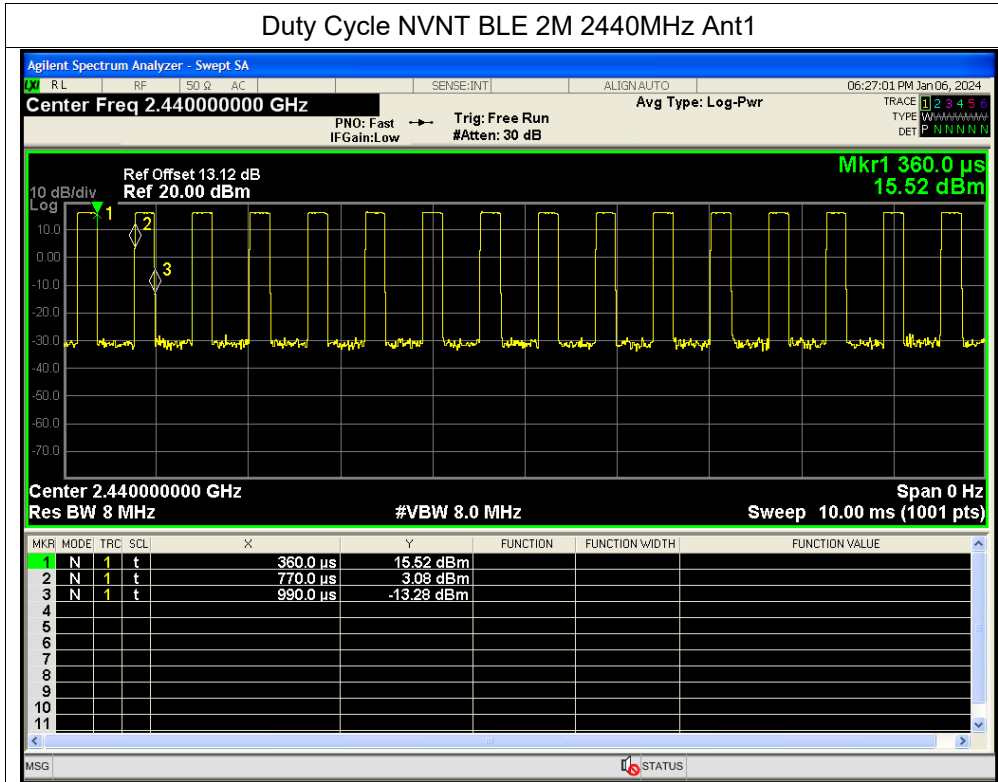 Duty Cycle NVNT BLE 2M 2440MHz Ant1
Agilent Spectrum Analyzer - Swept SA
LXI RL RF 50 Ω AC SENSE:INT ALIGNAUTO 06:27:01 PM Jan 06, 2024
Center Freq 2.440000000 GHz Avg Type: Log-Pwr TRACE 1 2 3 4 5 6
PNO: Fast Trig: Free Run TYPE W
IFGain:Low #Atten: 30 dB DET P N N N N N
Mkr1 360.0 µs
Ref Offset 13.12 dB
10 dB/div Ref 20.00 dBm 15.52 dBm
Log
1
10.0
2
0.00
3
-10.0
-20.0
-30.0
-40.0
-50.0
-60.0
-70.0
Center 2.440000000 GHz Span 0 Hz
Res BW 8 MHz #VBW 8.0 MHz Sweep 10.00 ms (1001 pts)
MKR MODE TRC SCL X Y FUNCTION FUNCTION WIDTH FUNCTION VALUE
1 N 1 t 360.0 µs 15.52 dBm
2 N 1 t 770.0 µs 3.08 dBm
3 N 1 t 990.0 µs -13.28 dBm
4
5
6
7
8
9
10
11
MSG STATUS